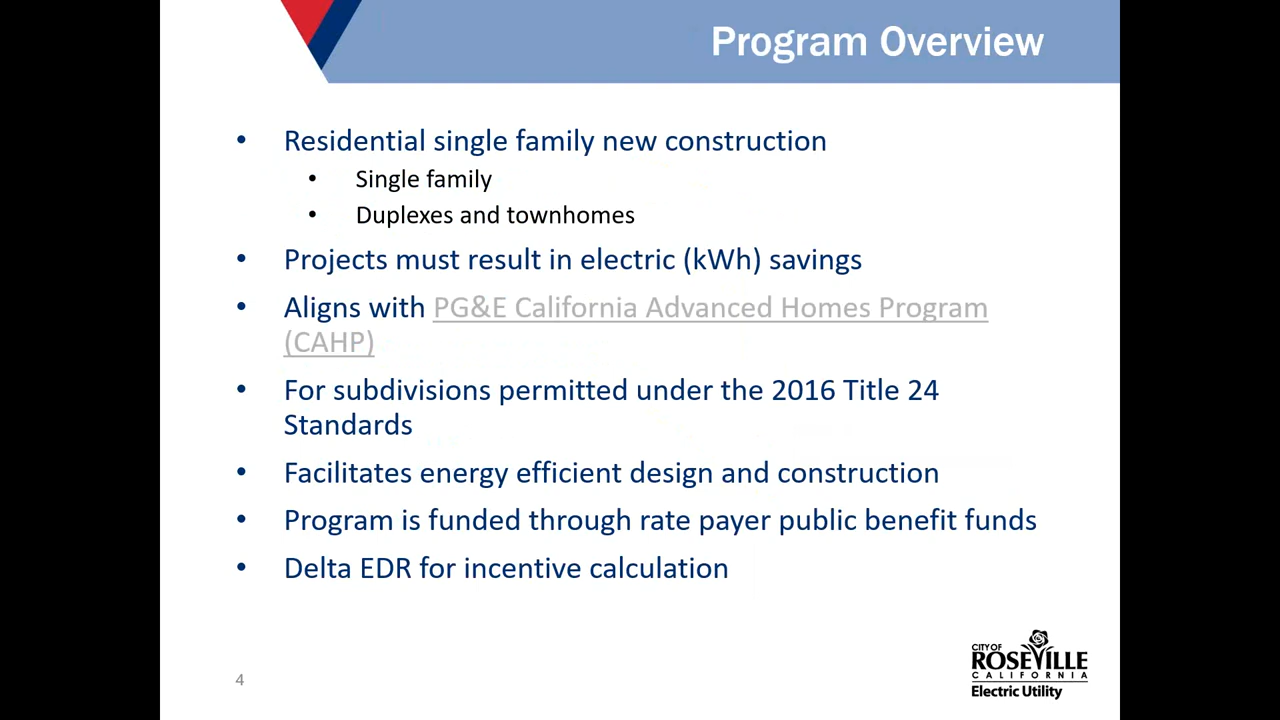 Program Overview
• Residential single family new construction
• Single family
• Duplexes and townhomes
• Projects must result in electric (kWh) savings
• Aligns with PG&E California Advanced Homes Program
(CAHP)
• For subdivisions permitted under the 2016 Title 24
Standards
• Facilitates energy efficient design and construction
• Program is funded through rate payer public benefit funds
• Delta EDR for incentive calculation
4
CITY OF
ROSEVILLE
CALIFORNIA
Electric Utility